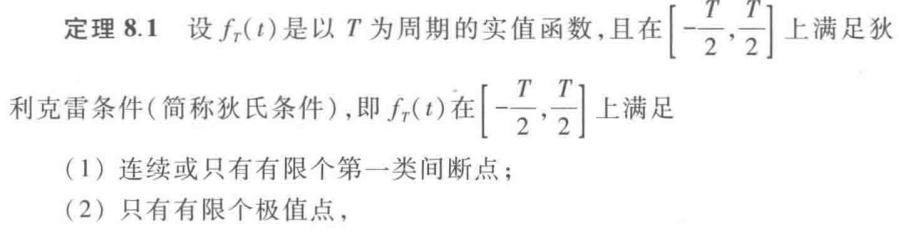 定理 8.1 设 f_T(t) 是以 T 为周期的实值函数,且在[-T/2, T/2]上满足狄
利克雷条件(简称狄氏条件),即 f_T(t) 在[-T/2, T/2]上满足
(1) 连续或只有有限个第一类间断点;
(2) 只有有限个极值点,